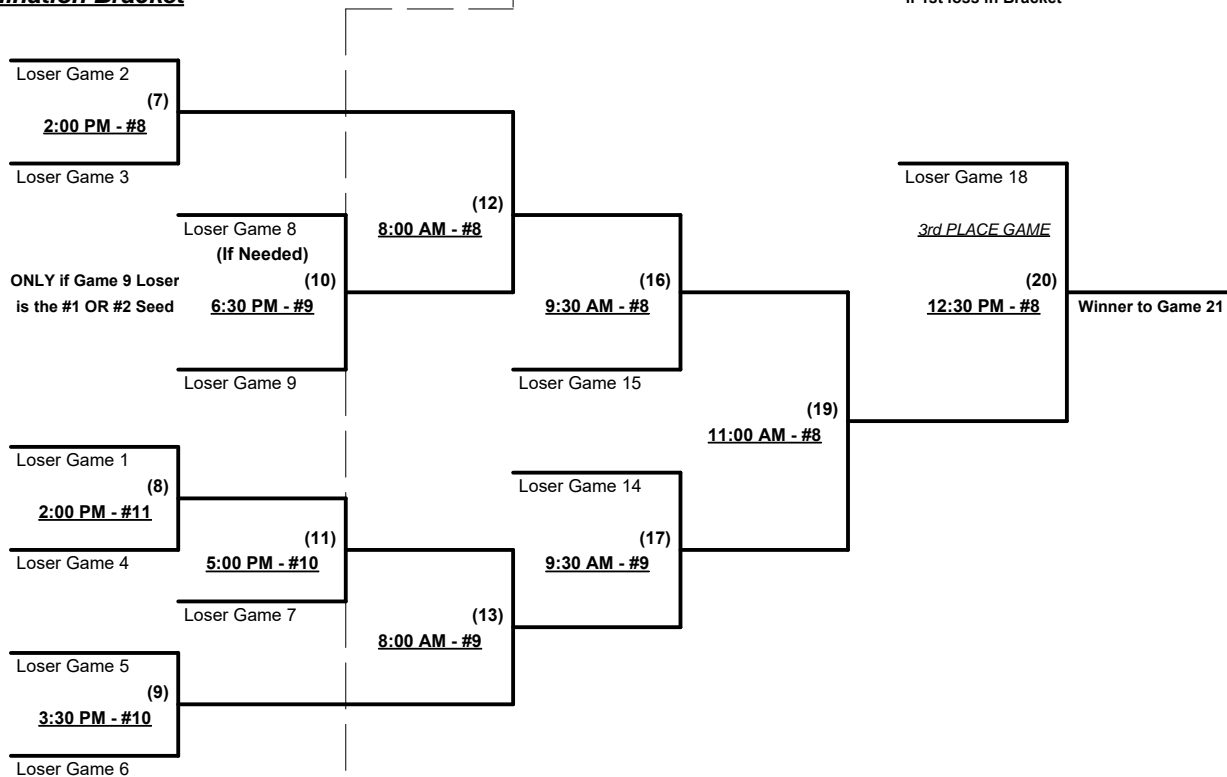 Bracket
Loser Game 2
(7)
2:00 PM - #8
Loser Game 3
Loser Game 18
(12)
8:00 AM - #8
Loser Game 8
(If Needed)
3rd PLACE GAME
ONLY if Game 9 Loser
is the #1 OR #2 Seed
(10)
6:30 PM - #9
(16)
9:30 AM - #8
(20)
12:30 PM - #8
Winner to Game 21
Loser Game 9
Loser Game 15
(19)
11:00 AM - #8
Loser Game 1
(8)
2:00 PM - #11
Loser Game 4
Loser Game 14
(11)
5:00 PM - #10
(17)
9:30 AM - #9
Loser Game 7
(13)
8:00 AM - #9
Loser Game 5
(9)
3:30 PM - #10
Loser Game 6